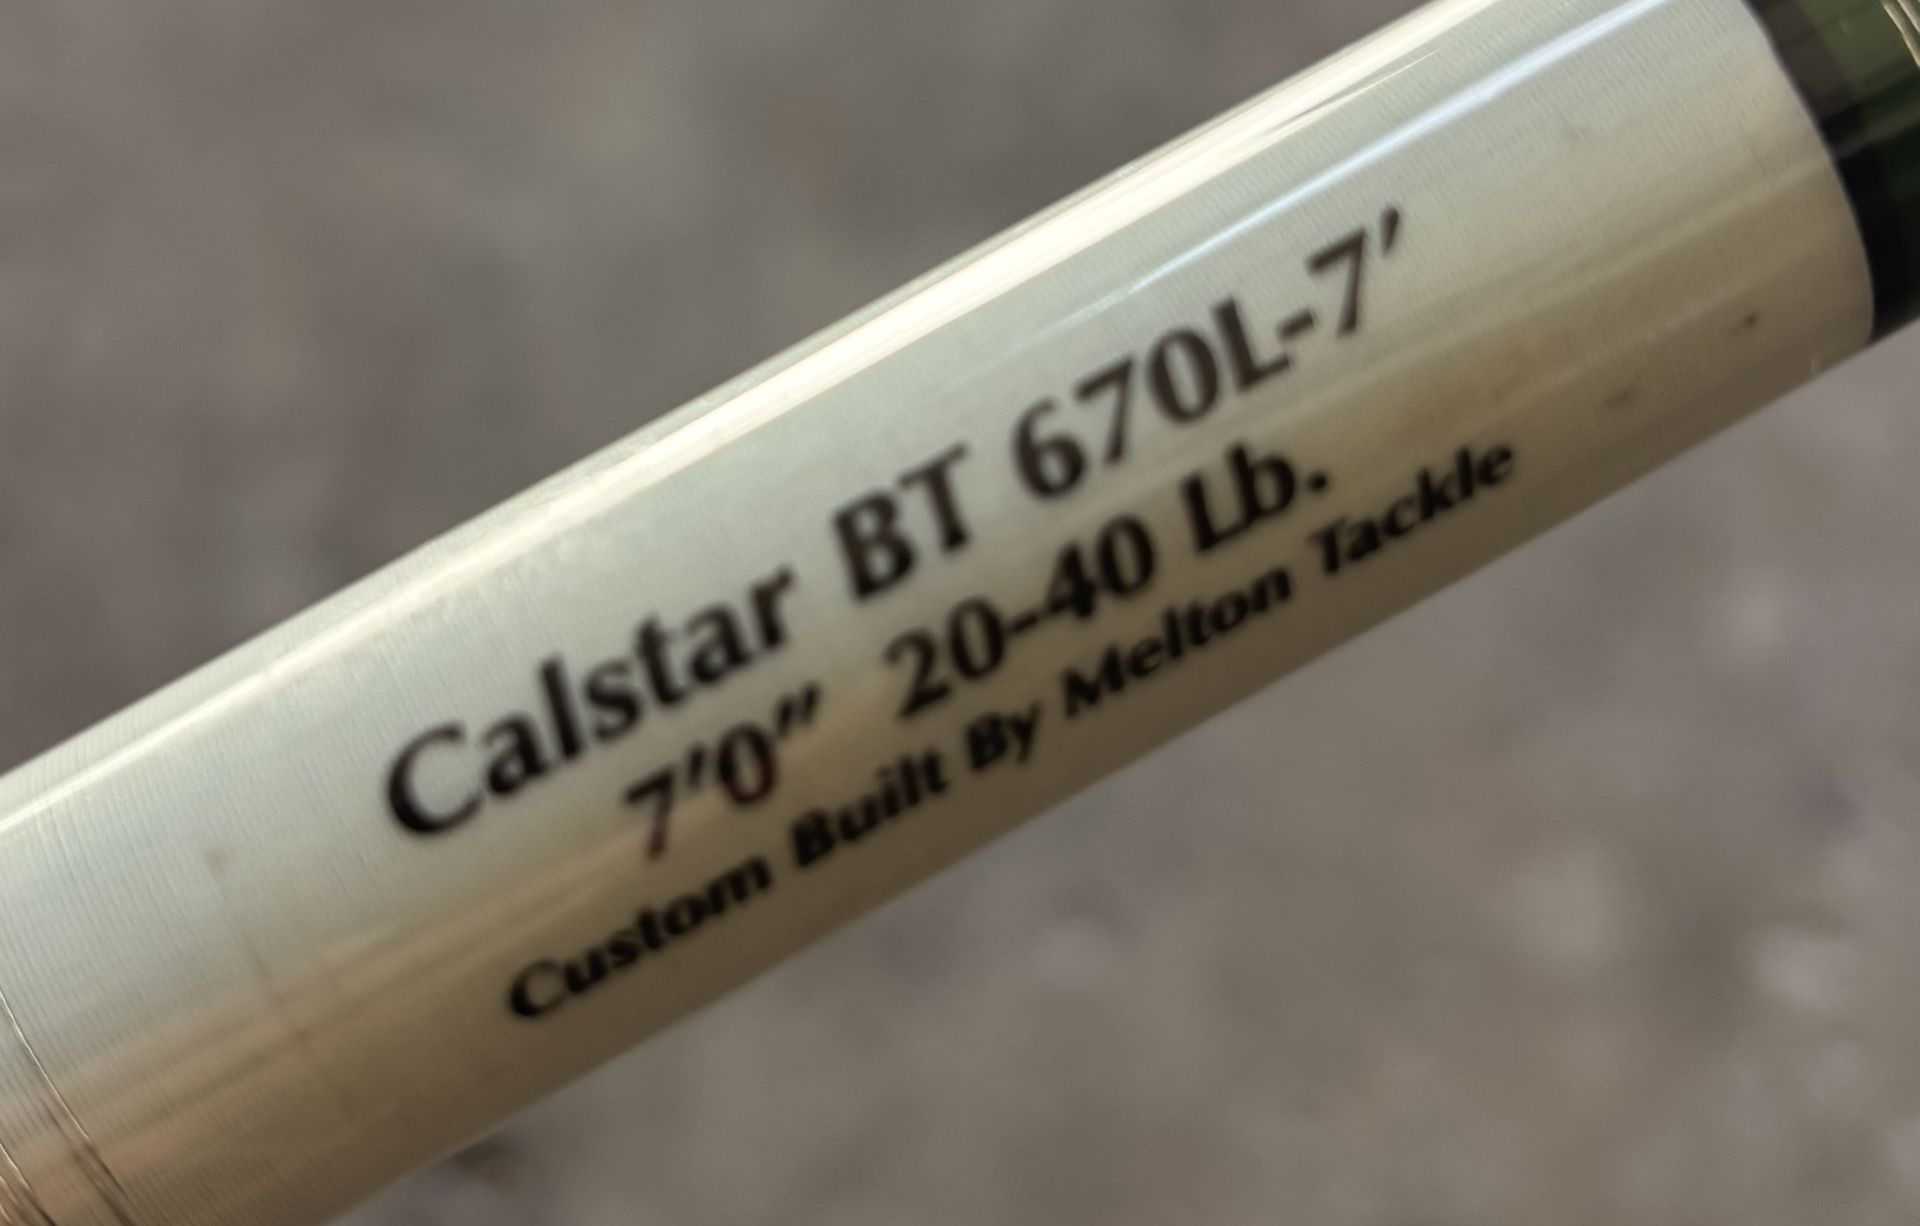 Calstar BT 670L-7'
7'0" 20-40 Lb.
Custom Built By Melton Tackle